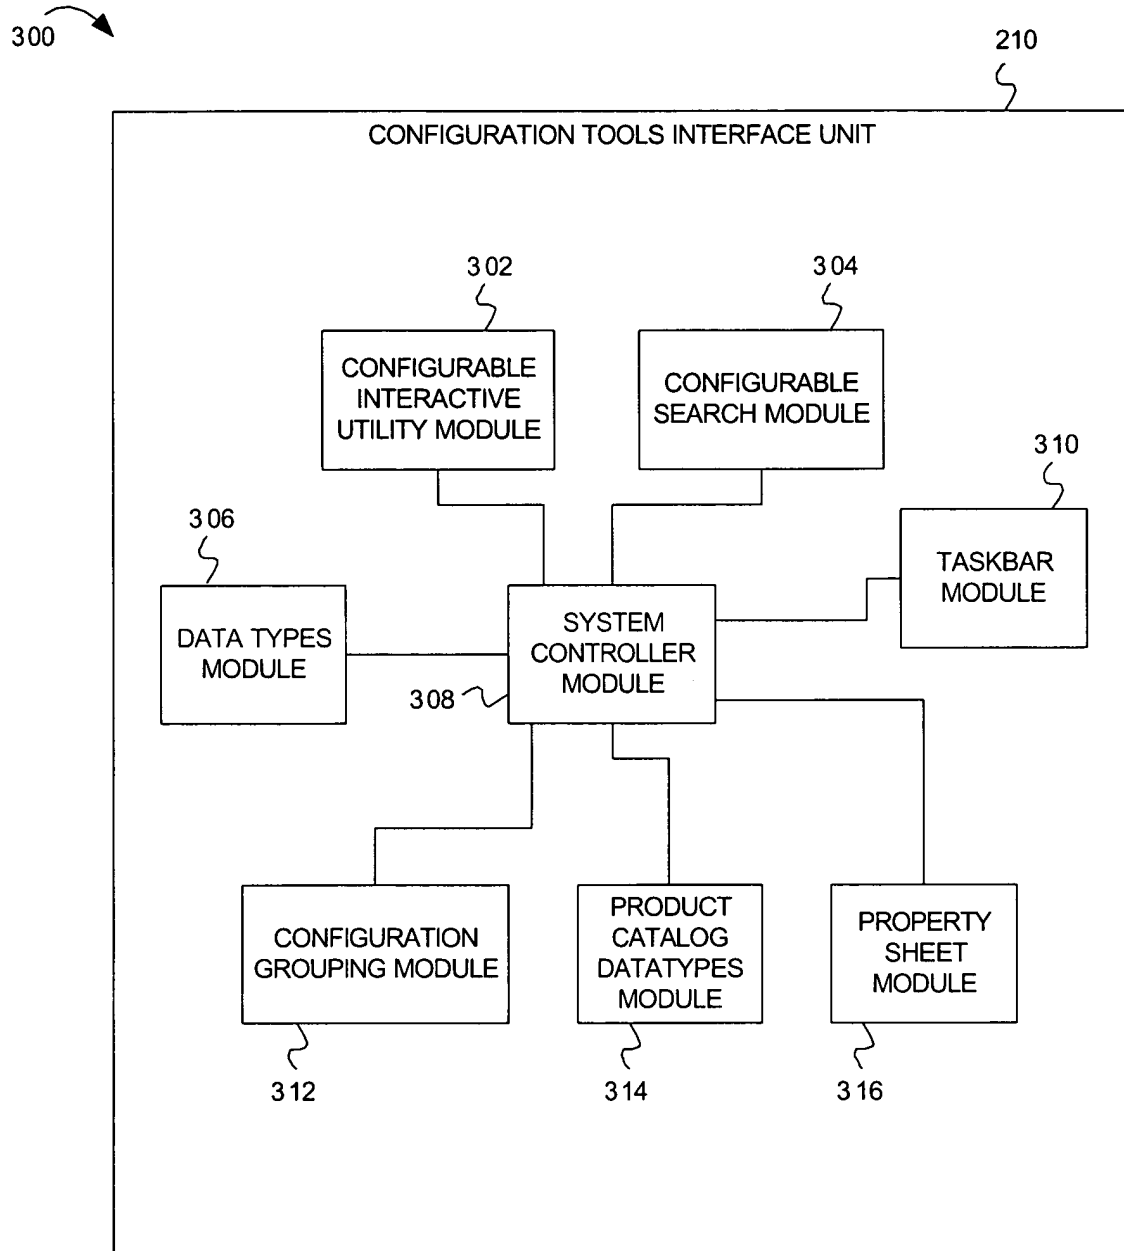 300
210
CONFIGURATION TOOLS INTERFACE UNIT
302
304
CONFIGURABLE
INTERACTIVE
UTILITY MODULE
CONFIGURABLE
SEARCH MODULE
310
306
TASKBAR
MODULE
DATA TYPES
MODULE
SYSTEM
CONTROLLER
MODULE
308
CONFIGURATION
GROUPING MODULE
PRODUCT
CATALOG
DATATYPES
MODULE
PROPERTY
SHEET
MODULE
312
314
316